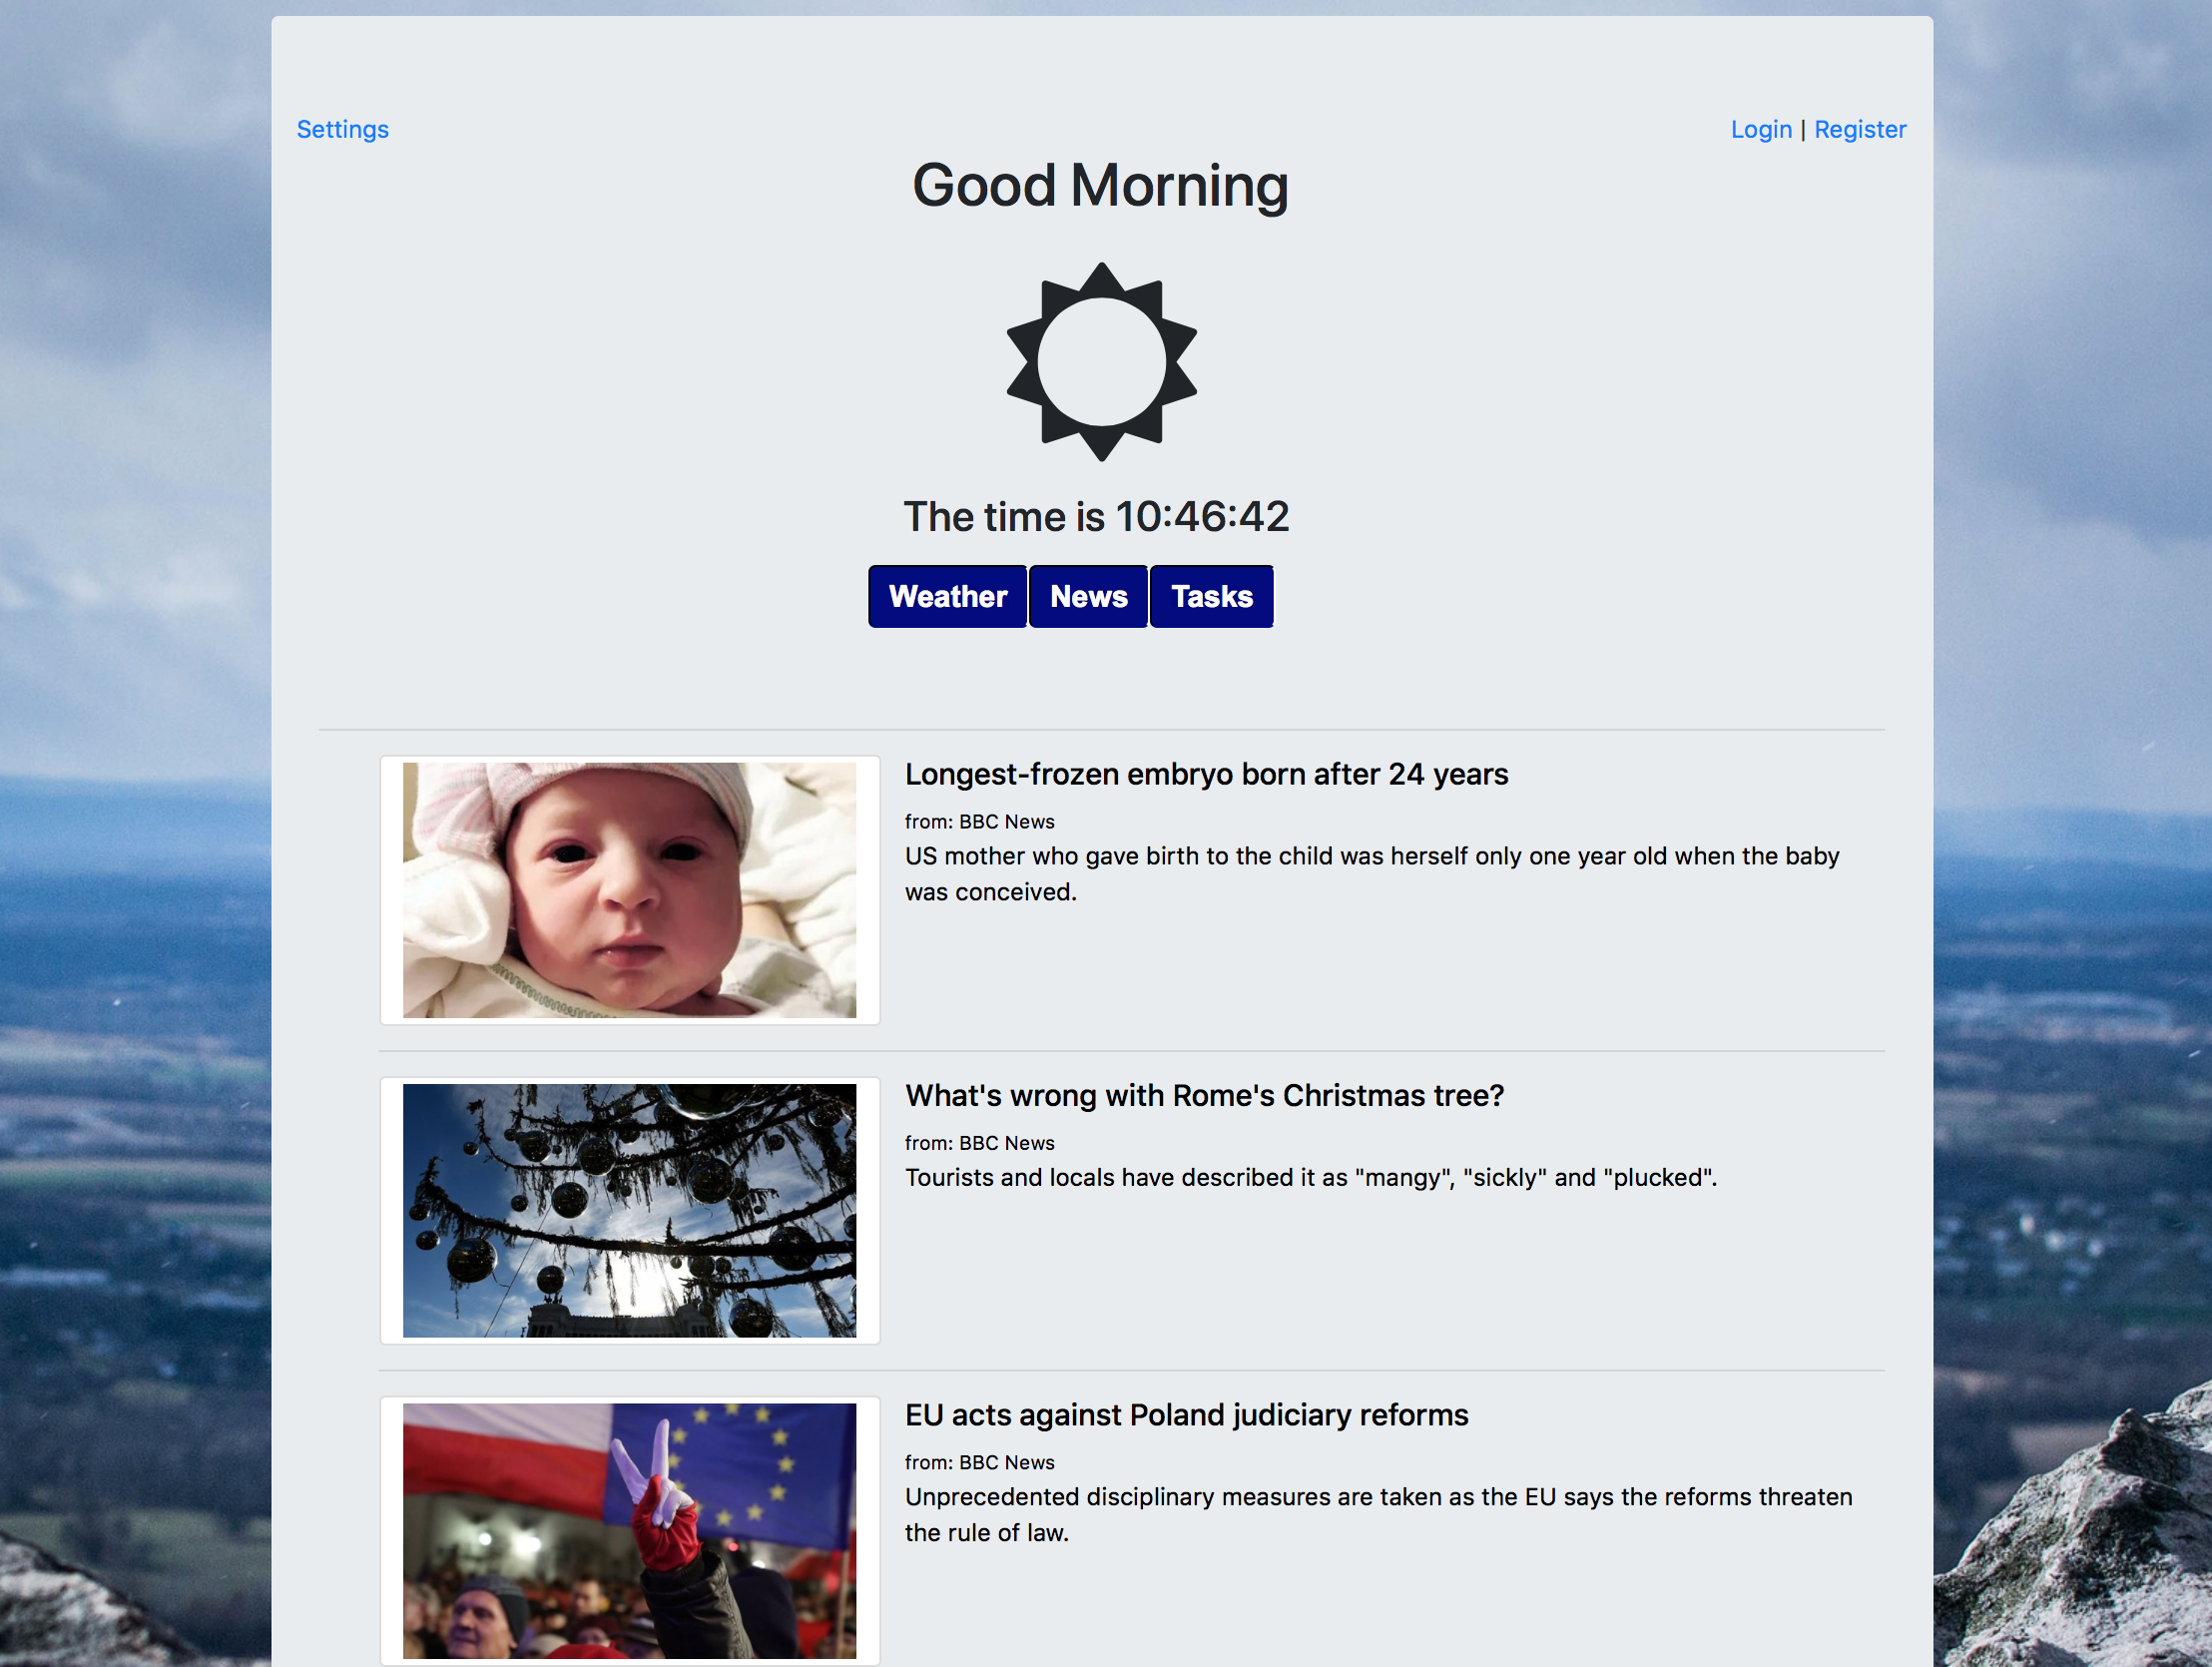 Settings
Login | Register
Good Morning
The time is 10:46:42
Weather
News
Tasks
Longest-frozen embryo born after 24 years
from: BBC News
US mother who gave birth to the child was herself only one year old when the baby
was conceived.
What's wrong with Rome's Christmas tree?
from: BBC News
Tourists and locals have described it as "mangy", "sickly" and "plucked".
EU acts against Poland judiciary reforms
from: BBC News
Unprecedented disciplinary measures are taken as the EU says the reforms threaten
the rule of law.